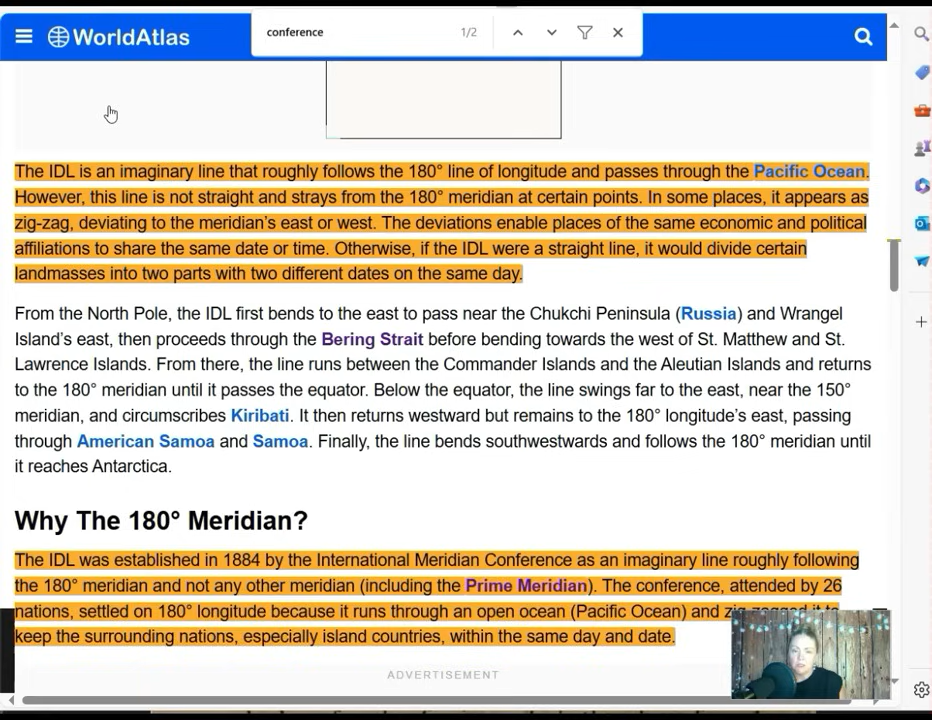 WorldAtlas
conference
1/2
The IDL is an imaginary line that roughly follows the 180° line of longitude and passes through the Pacific Ocean.
However, this line is not straight and strays from the 180° meridian at certain points. In some places, it appears as
zig-zag, deviating to the meridian's east or west. The deviations enable places of the same economic and political
affiliations to share the same date or time. Otherwise, if the IDL were a straight line, it would divide certain
landmasses into two parts with two different dates on the same day.
From the North Pole, the IDL first bends to the east to pass near the Chukchi Peninsula (Russia) and Wrangel
Island's east, then proceeds through the Bering Strait before bending towards the west of St. Matthew and St.
Lawrence Islands. From there, the line runs between the Commander Islands and the Aleutian Islands and returns
to the 180° meridian until it passes the equator. Below the equator, the line swings far to the east, near the 150°
meridian, and circumscribes Kiribati. It then returns westward but remains to the 180° longitude's east, passing
through American Samoa and Samoa. Finally, the line bends southwestwards and follows the 180° meridian until
it reaches Antarctica.
Why The 180° Meridian?
The IDL was established in 1884 by the International Meridian Conference as an imaginary line roughly following
the 180° meridian and not any other meridian (including the Prime Meridian). The conference, attended by 26
nations, settled on 180° longitude because it runs through an open ocean (Pacific Ocean) and zig-zagged it to
keep the surrounding nations, especially island countries, within the same day and date.
ADVERTISEMENT